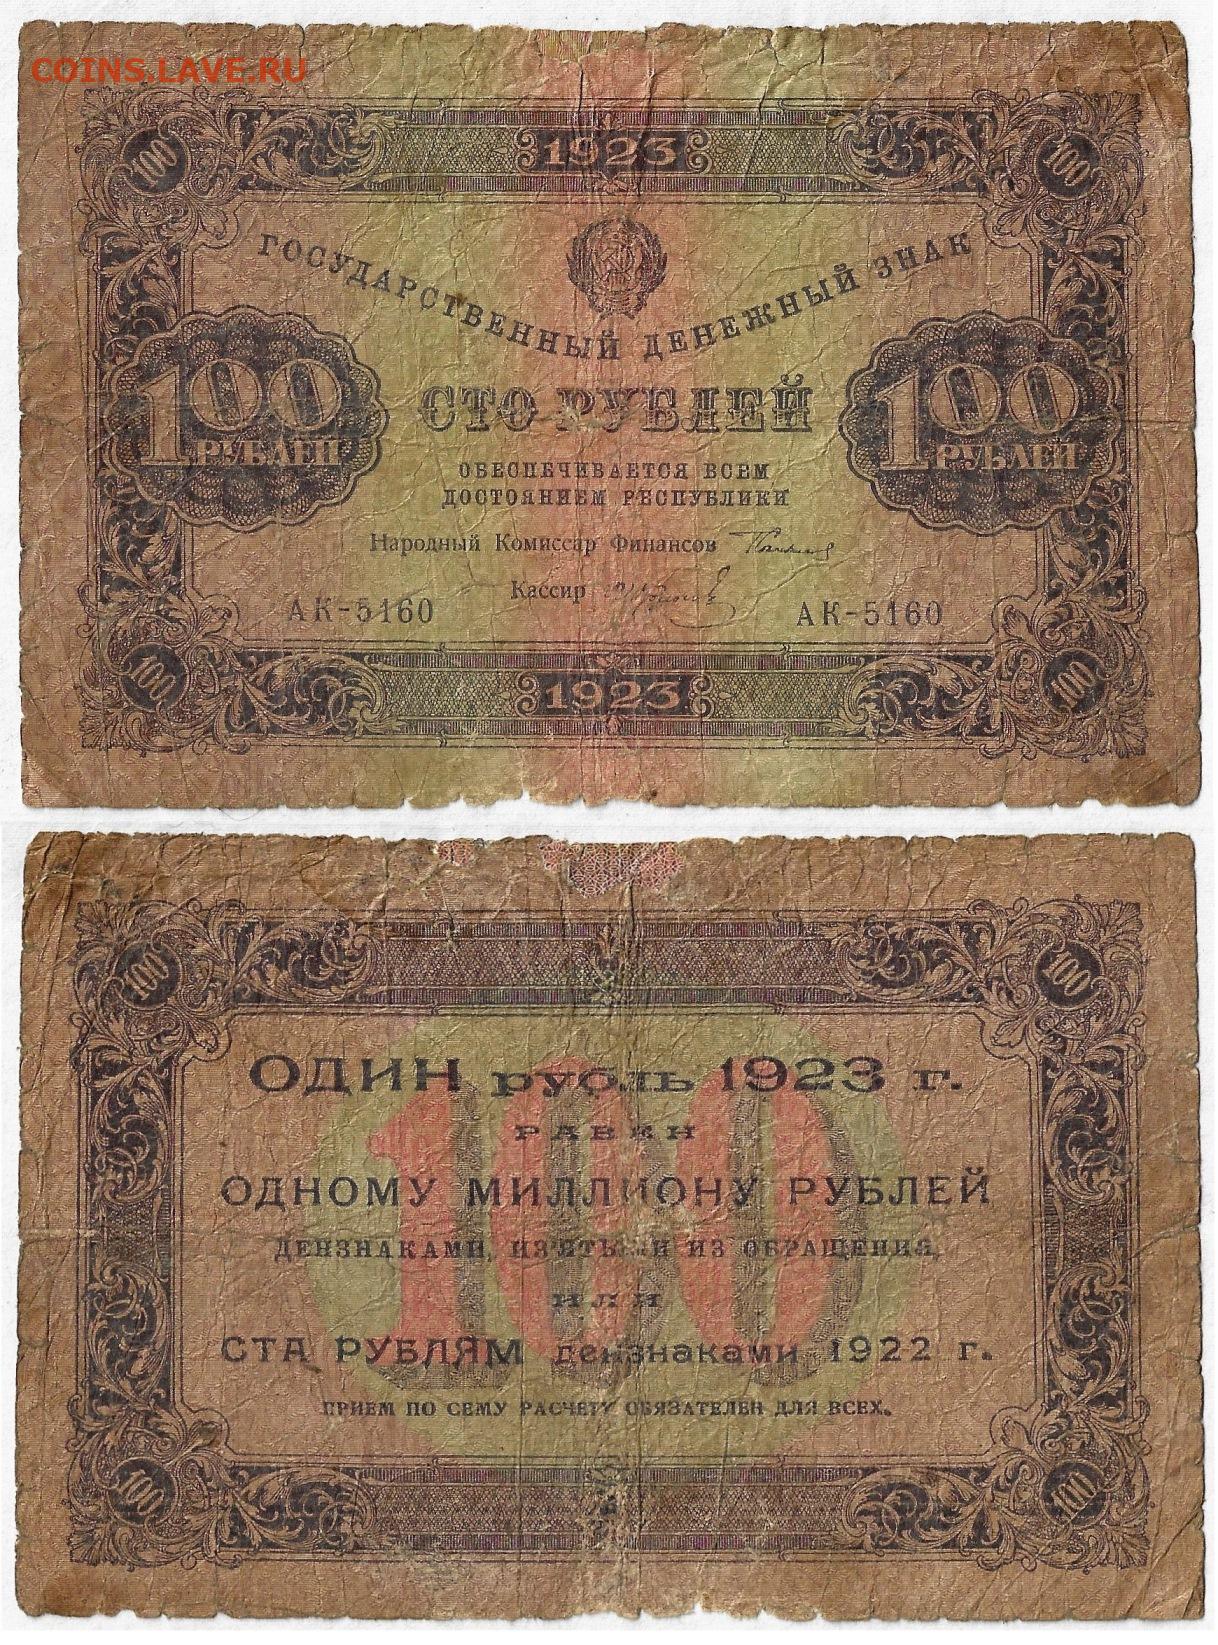 COINS.LAVE.RU
1923
100 100
ГОСУДАРСТВЕННЫЙ ДЕНЕЖНЫЙ ЗНАК
100 РУБЛЕЙ
СТО РУБЛЕЙ
100 РУБЛЕЙ
ОБЕСПЕЧИВАЕТСЯ ВСЕМ
ДОСТОЯНИЕМ РЕСПУБЛИКИ
Народный Комиссар Финансов
Кассир
АК-5160 АК-5160
100 100
1923
100 100
100
ОДИН рубль 1923 г.
РАВЕН
ОДНОМУ МИЛЛИОНУ РУБЛЕЙ
ДЕНЗНАКАМИ, ИЗЪЯТЫМИ ИЗ ОБРАЩЕНИЯ,
ИЛИ
СТА РУБЛЯМ дензнаками 1922 г.
ПРИЕМ ПО СЕМУ РАСЧЕТУ ОБЯЗАТЕЛЕН ДЛЯ ВСЕХ.
100 100